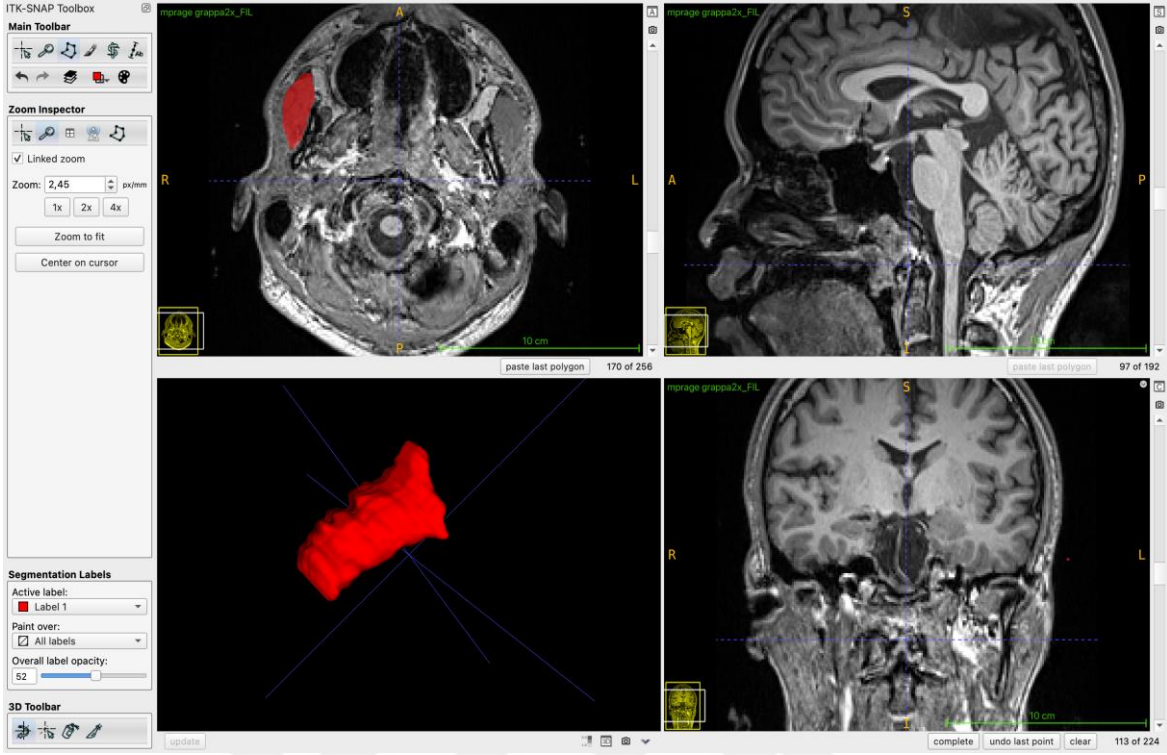 ITK-SNAP Toolbox
Main Toolbar
Zoom Inspector
Linked zoom
Zoom: 2,45 px/mm
1x 2x 4x
Zoom to fit
Center on cursor
Segmentation Labels
Active label:
Label 1
Paint over:
All labels
Overall label opacity:
52
3D Toolbar
mprage grappa2x_FIL
A
R
L
P
10 cm
A
paste last polygon 170 of 256
mprage grappa2x_FIL
S
A
P
I
10 cm
S
paste last polygon 97 of 192
update
3D
mprage grappa2x_FIL
S
R
L
I
10 cm
C
complete undo last point clear 113 of 224